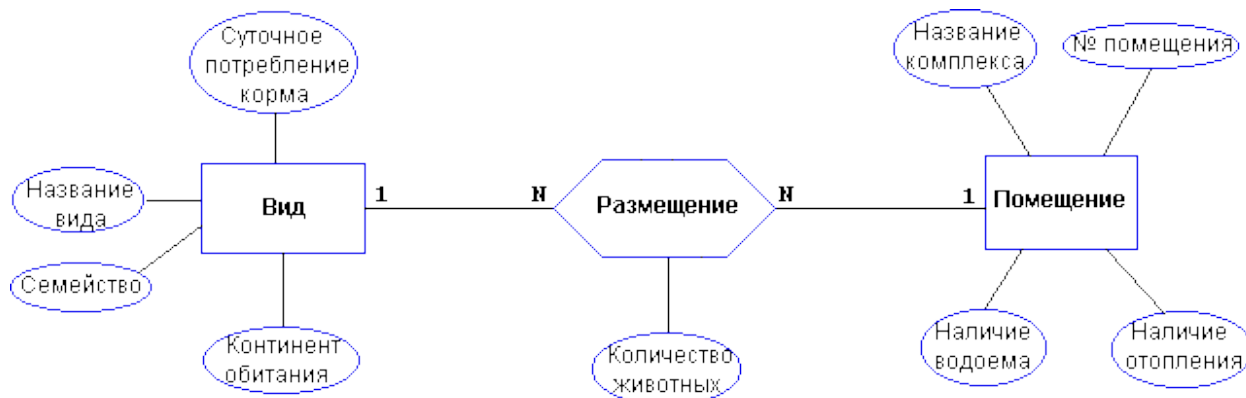 Суточное
потребление
корма
Название
комплекса
№ помещения
Название
вида
Вид
1
N
Размещение
N
1
Помещение
Семейство
Континент
обитания
Количество
животных
Наличие
водоема
Наличие
отопления